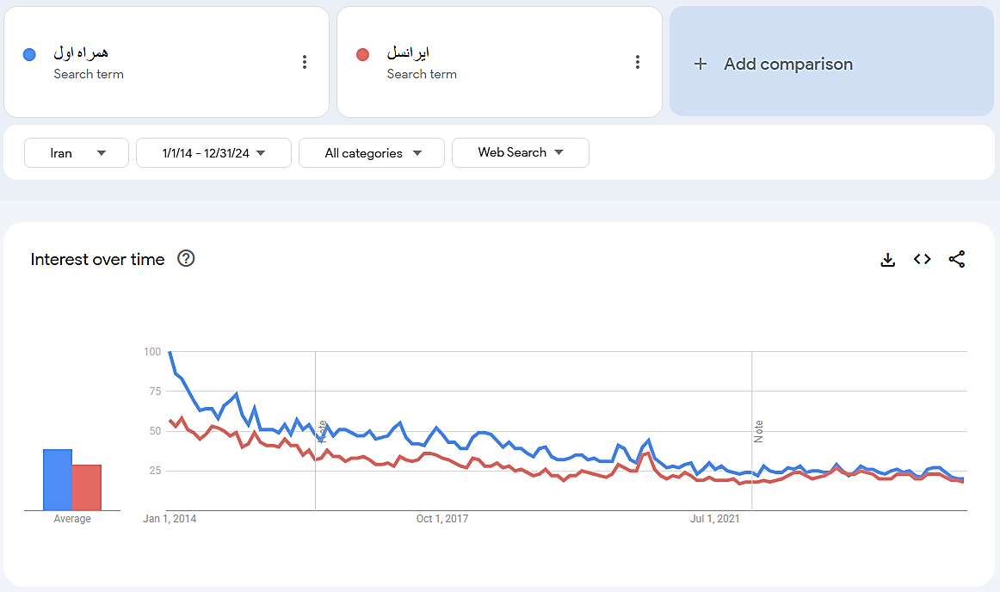 همراه اول
Search term
ایرانسل
Search term
+ Add comparison
Iran
1/1/14 - 12/31/24
All categories
Web Search
Interest over time
100
75
50
25
Note
Note
Average
Jan 1, 2014
Oct 1, 2017
Jul 1, 2021